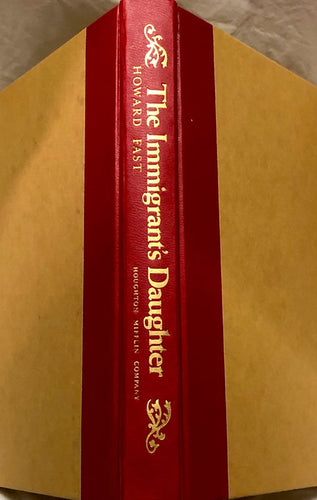 The Immigrant's Daughter
HOWARD FAST
HOUGHTON MIFFLIN COMPANY